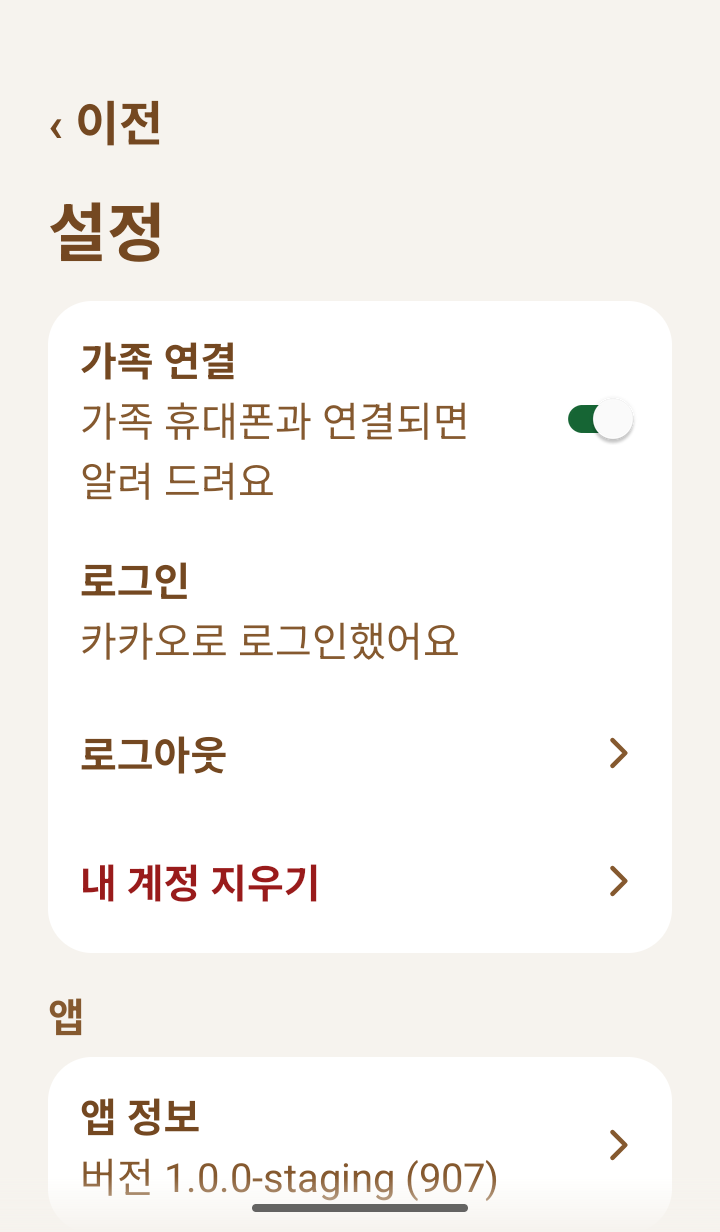 ‹ 이전
설정
가족 연결
가족 휴대폰과 연결되면
알려 드려요
로그인
카카오로 로그인했어요
로그아웃
내 계정 지우기
앱
앱 정보
버전 1.0.0-staging (907)